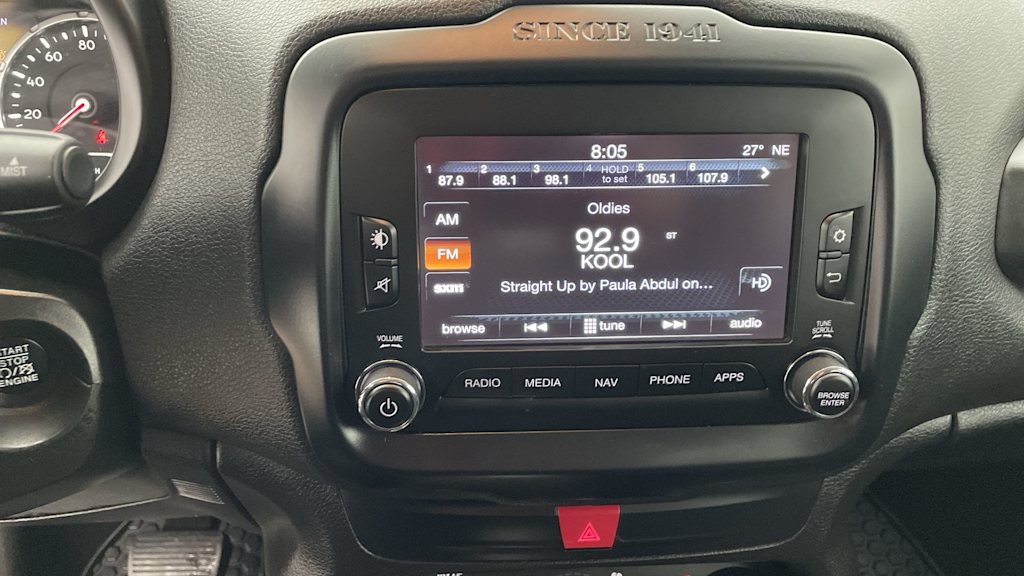 SINCE 1941
80
60
40
20
MIST
8:05
27° NE
1 2 3 4 HOLD 5 6
87.9 88.1 98.1 to set 105.1 107.9
AM
Oldies
92.9 ST
FM
KOOL
sxm
Straight Up by Paula Abdul on...
HD
browse tune audio
VOLUME
TUNE
SCROLL
RADIO MEDIA NAV PHONE APPS
BROWSE
ENTER
START
STOP
ENGINE